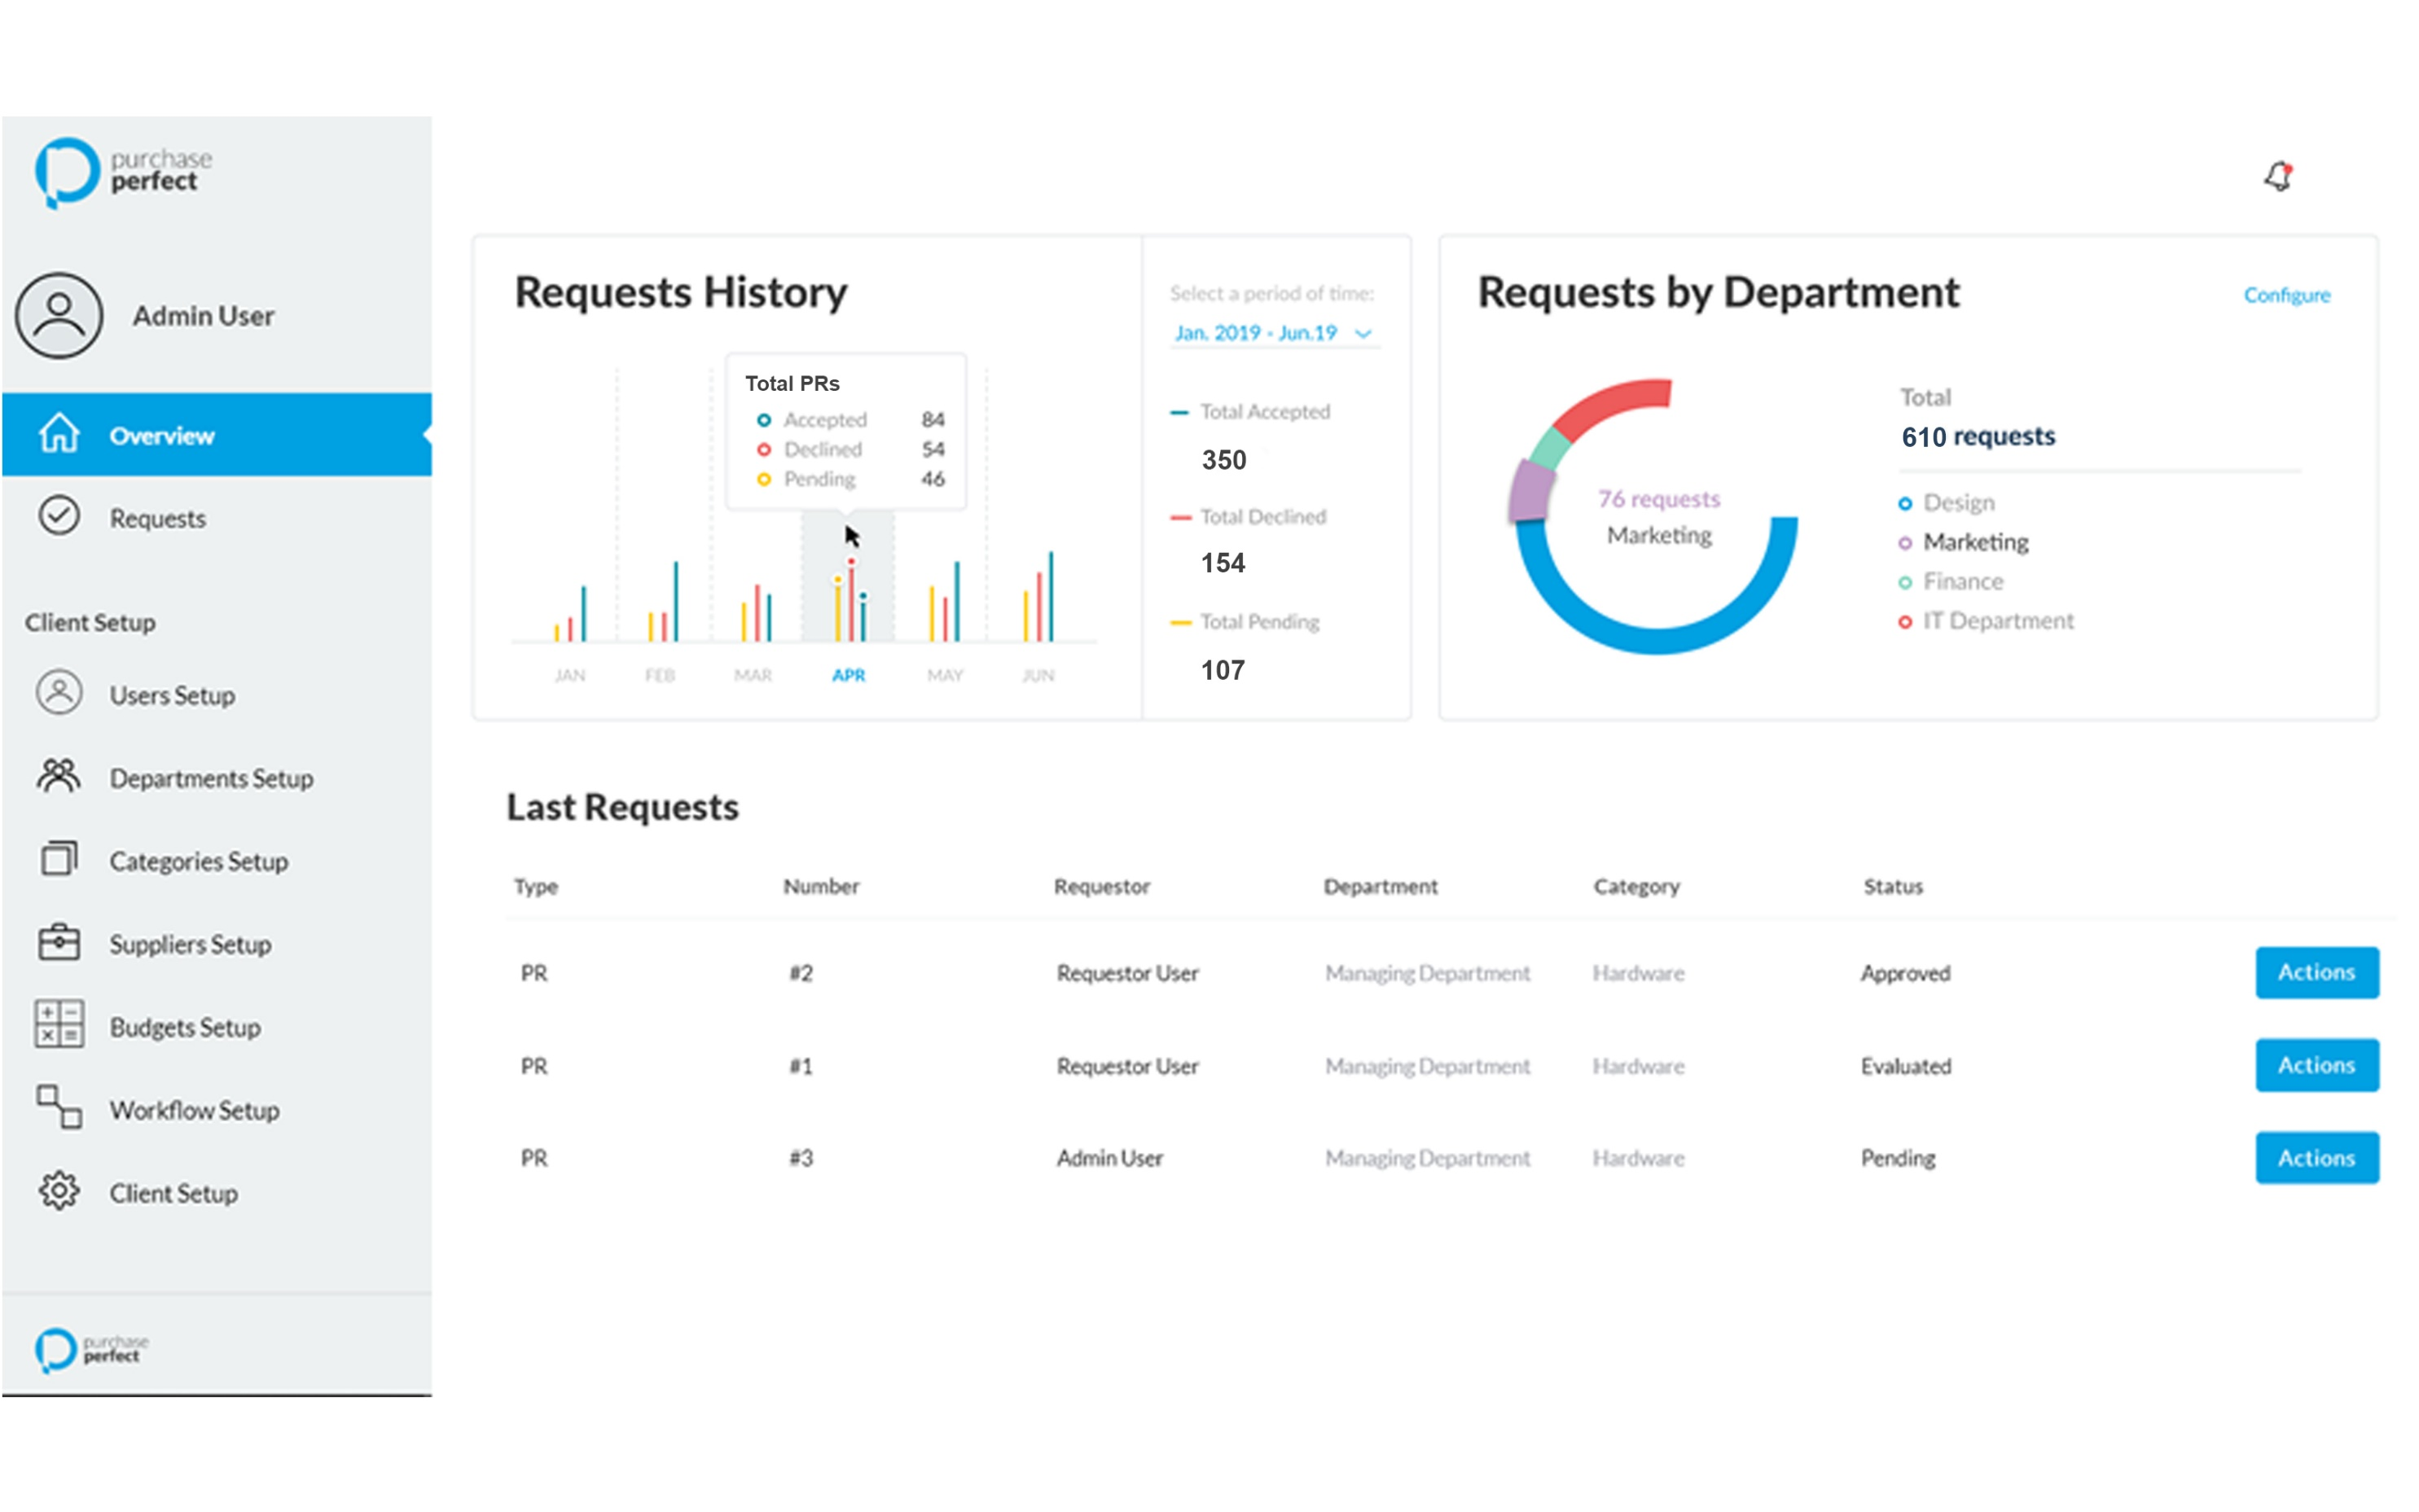 purchase
perfect
Admin User
Overview
Requests
Client Setup
Users Setup
Departments Setup
Categories Setup
Suppliers Setup
Budgets Setup
Workflow Setup
Client Setup
purchase
perfect
Requests History
Total PRs
Accepted 84
Declined 54
Pending 46
JAN FEB MAR APR MAY JUN
Select a period of time:
Jan. 2019 - Jun.19
Total Accepted
350
Total Declined
154
Total Pending
107
Requests by Department
Configure
76 requests
Marketing
Total
610 requests
Design
Marketing
Finance
IT Department
Last Requests
Type Number Requestor Department Category Status
PR #2 Requestor User Managing Department Hardware Approved Actions
PR #1 Requestor User Managing Department Hardware Evaluated Actions
PR #3 Admin User Managing Department Hardware Pending Actions